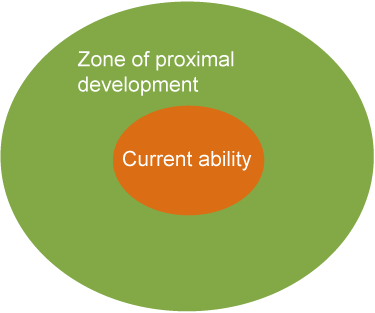 Zone of proximal
development
Current ability